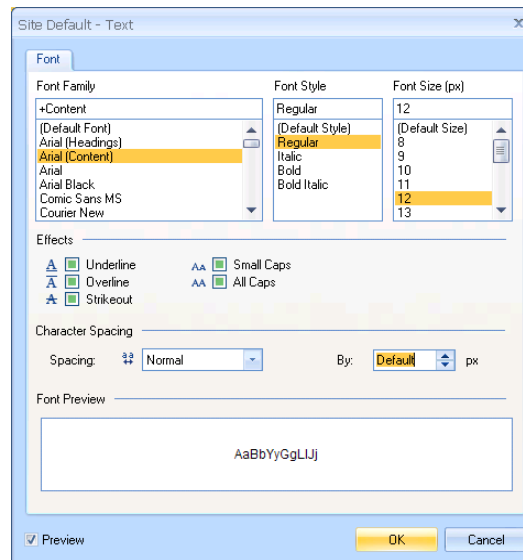 Site Default - Text
Font
Font Family Font Style Font Size (px)
+Content Regular 12
(Default Font) (Default Style) (Default Size)
Arial (Headings) Regular 8
Arial (Content) Italic 9
Arial Bold 10
Arial Black Bold Italic 11
Comic Sans MS 12
Courier New 13
Effects
A Underline AA Small Caps
A Overline AA All Caps
A Strikeout
Character Spacing
Spacing: aa Normal By: Default px
Font Preview
AaBbYyGgLlJj
Preview OK Cancel